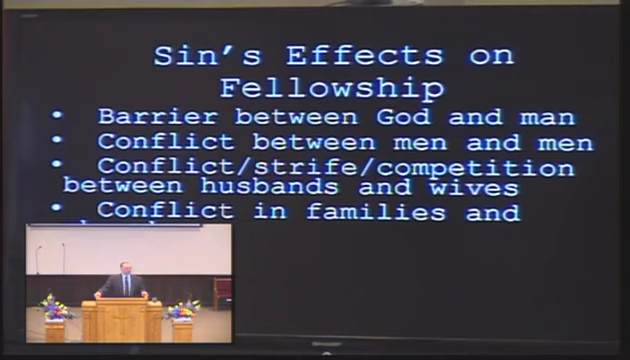 Sin's Effects on
Fellowship
• Barrier between God and man
• Conflict between men and men
• Conflict/strife/competition
between husbands and wives
• Conflict in families and